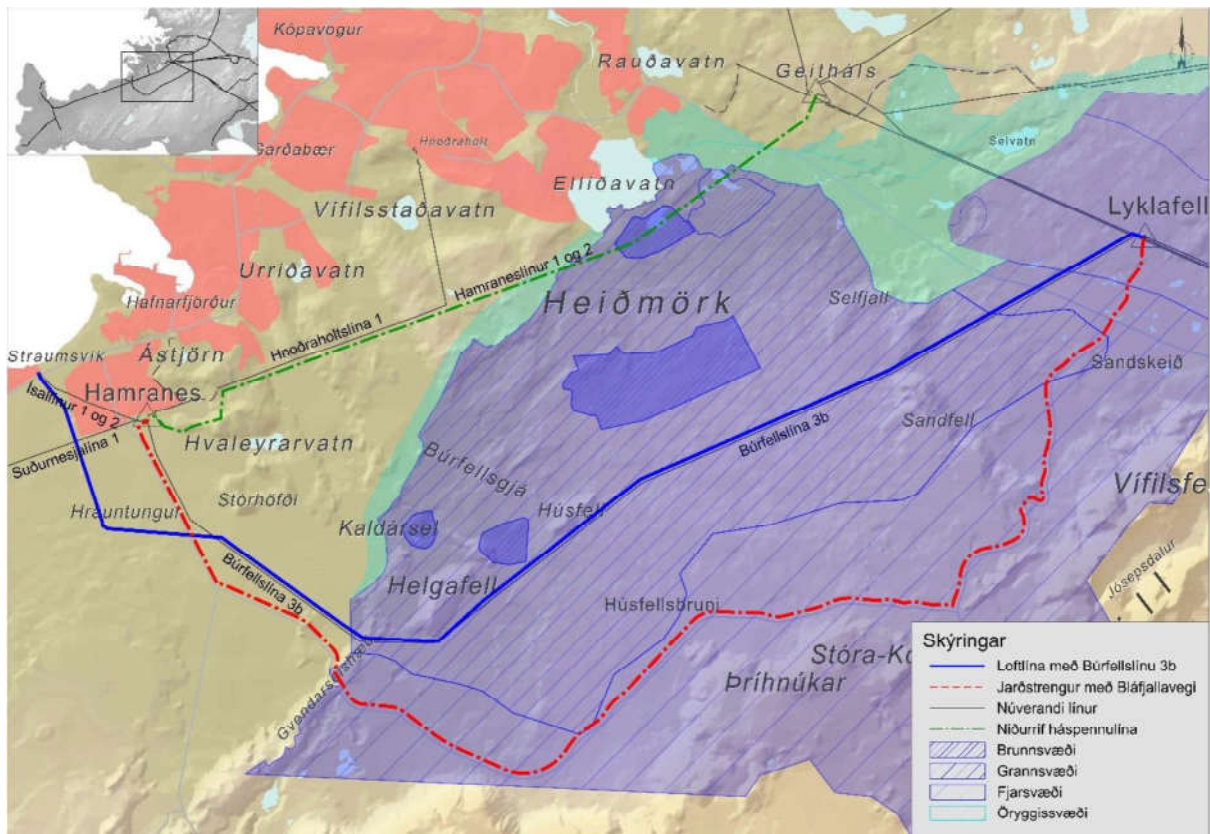 Kópavogur
Rauðavatn
Geitháls
Garðabær
Hnoðraholt
Selvatn
Elliðavatn
Vífilsstaðavatn
Lyklafell
Urriðavatn
Hamraneslínur 1 og 2
Heiðmörk
Selfjall
Hafnarfjörður
Hnoðraholtslína 1
Straumsvík
Ástjörn
Sandskeið
Hamranes
Ísallínur 1 og 2
Suðurnesjalína 1
Hvaleyrarvatn
Búrfellslína 3b
Sandfell
Búrfellsgjá
Vífilsfe
Stórhöfði
Hrauntungur
Húsfell
Kaldársel
Jósepsdalur
Búrfellslína 3b
Helgafell
Húsfellsbruni
Stóra-Ko
Þríhnúkar
Skýringar
Loftlína með Búrfellslínu 3b
Jarðstrengur með Bláfjallavegi
Núverandi línur
Niðurrif háspennulína
Brunnsvæði
Grannsvæði
Fjarsvæði
Öryggissvæði